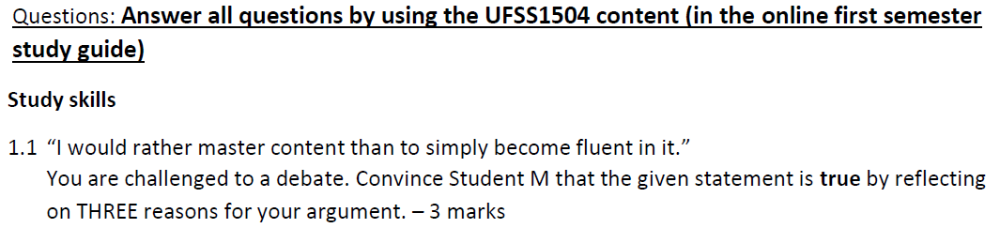 Questions: Answer all questions by using the UFSS1504 content (in the online first semester
study guide)
Study skills
1.1 “I would rather master content than to simply become fluent in it.”
You are challenged to a debate. Convince Student M that the given statement is true by reflecting
on THREE reasons for your argument. – 3 marks